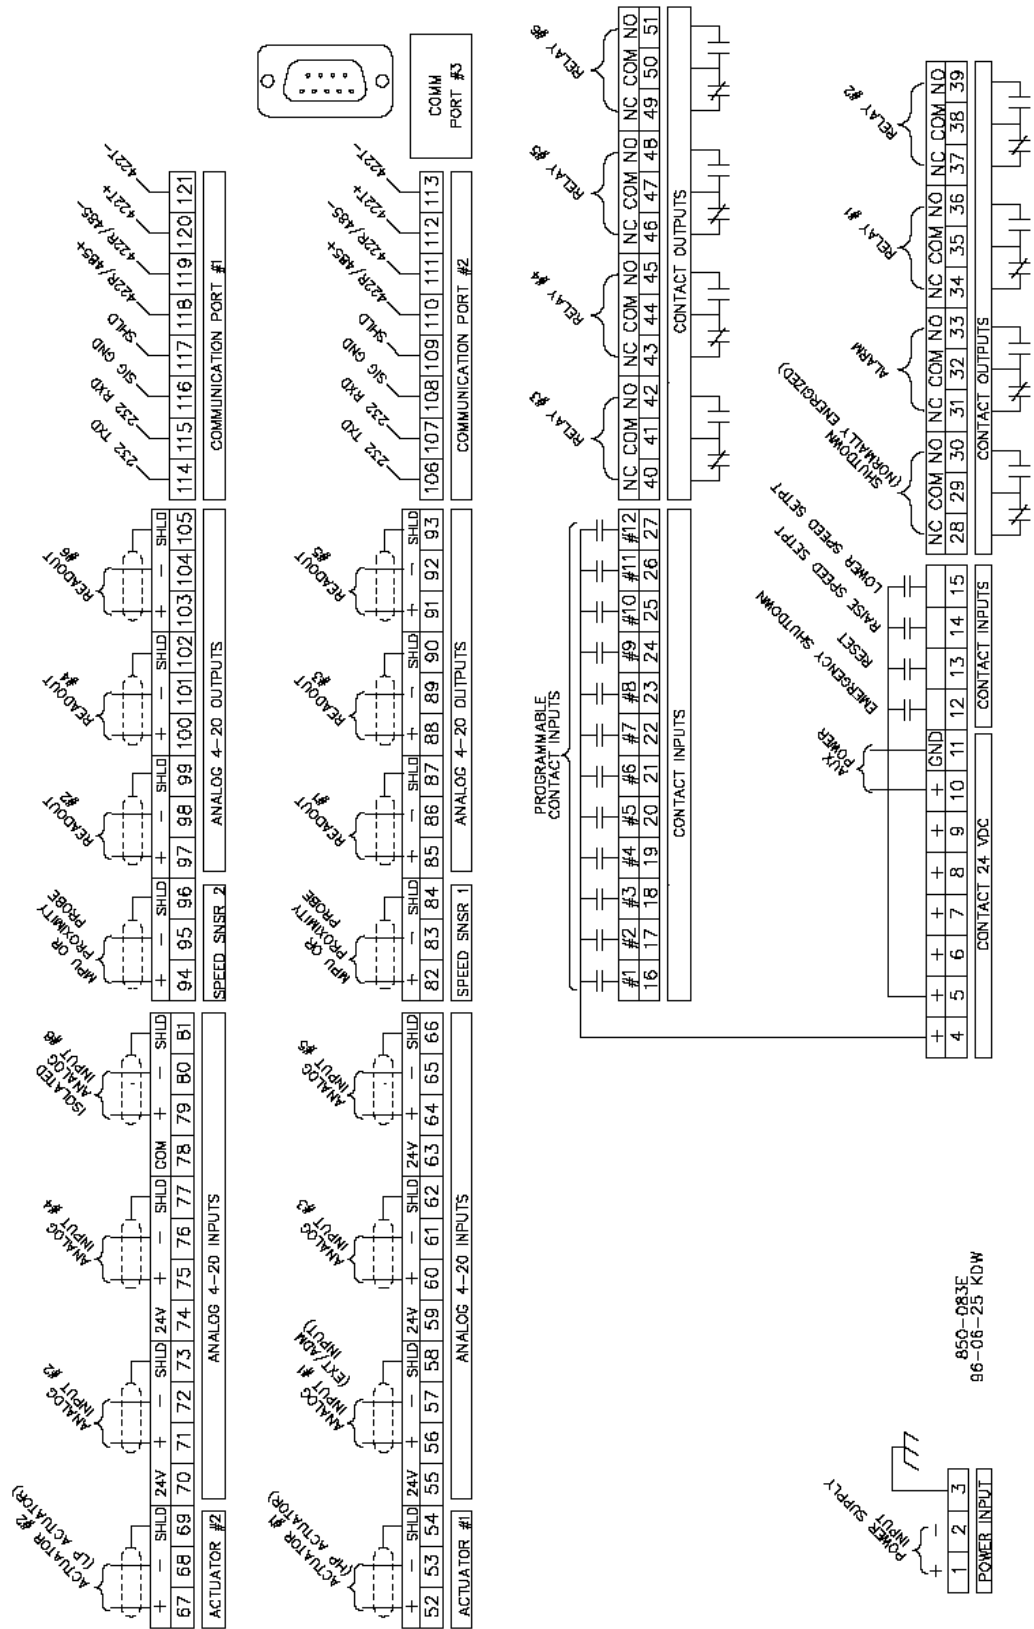 ACTUATOR #2
(LP ACTUATOR)
ANALOG
INPUT #2
ANALOG
INPUT #4
ISOLATED
ANALOG
INPUT #6
MPU OR
PROXIMITY
PROBE
READOUT
#2
READOUT
#4
READOUT
#6
232 TXD
232 RXD
SIG GND
SHLD
422R/485+
422R/485-
422T+
422T-
+ - SHLD 24V + - SHLD 24V + - SHLD COM + - SHLD
67 68 69 70 71 72 73 74 75 76 77 78 79 80 81
+ - SHLD + - SHLD + - SHLD + - SHLD
94 95 96 97 98 99 100 101 102 103 104 105
114 115 116 117 118 119 120 121
ACTUATOR #2
ANALOG 4-20 INPUTS
SPEED SNSR 2
ANALOG 4-20 OUTPUTS
COMMUNICATION PORT #1
ACTUATOR #1
(HP ACTUATOR)
ANALOG
INPUT #1
(EXT/ADM
INPUT)
ANALOG
INPUT #3
ANALOG
INPUT #5
MPU OR
PROXIMITY
PROBE
READOUT
#1
READOUT
#3
READOUT
#5
232 TXD
232 RXD
SIG GND
SHLD
422R/485+
422R/485-
422T+
422T-
+ - SHLD 24V + - SHLD 24V + - SHLD 24V + - SHLD
52 53 54 55 56 57 58 59 60 61 62 63 64 65 66
+ - SHLD + - SHLD + - SHLD + - SHLD
82 83 84 85 86 87 88 89 90 91 92 93
106 107 108 109 110 111 112 113
ACTUATOR #1
ANALOG 4-20 INPUTS
SPEED SNSR 1
ANALOG 4-20 OUTPUTS
COMMUNICATION PORT #2
COMM
PORT #3
PROGRAMMABLE
CONTACT INPUTS
RELAY #3
RELAY #4
RELAY #5
RELAY #6
#1 #2 #3 #4 #5 #6 #7 #8 #9 #10 #11 #12
16 17 18 19 20 21 22 23 24 25 26 27
NC COM NO NC COM NO NC COM NO NC COM NO
40 41 42 43 44 45 46 47 48 49 50 51
CONTACT INPUTS
CONTACT OUTPUTS
POWER SUPPLY
INPUT
+ -
1 2 3
POWER INPUT
850-083E
96-06-25 KDW
AUX
POWER
EMERGENCY SHUTDOWN
RESET
RAISE SPEED SETPT
LOWER SPEED SETPT
SHUTDOWN
(NORMALLY ENERGIZED)
ALARM
RELAY #1
RELAY #2
+ + + + + + + GND
4 5 6 7 8 9 10 11
12 13 14 15
NC COM NO NC COM NO NC COM NO NC COM NO
28 29 30 31 32 33 34 35 36 37 38 39
CONTACT 24 VDC
CONTACT INPUTS
CONTACT OUTPUTS